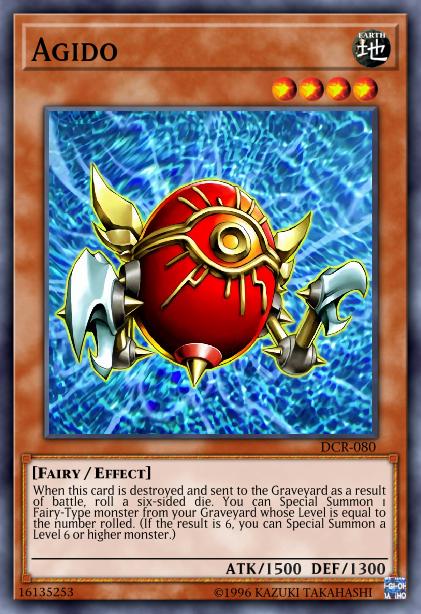 AGIDO
EARTH
地
DCR-080
[FAIRY / EFFECT]
When this card is destroyed and sent to the Graveyard as a result
of battle, roll a six-sided die. You can Special Summon 1
Fairy-Type monster from your Graveyard whose Level is equal to
the number rolled. (If the result is 6, you can Special Summon a
Level 6 or higher monster.)
ATK/1500 DEF/1300
16135253
©1996 KAZUKI TAKAHASHI